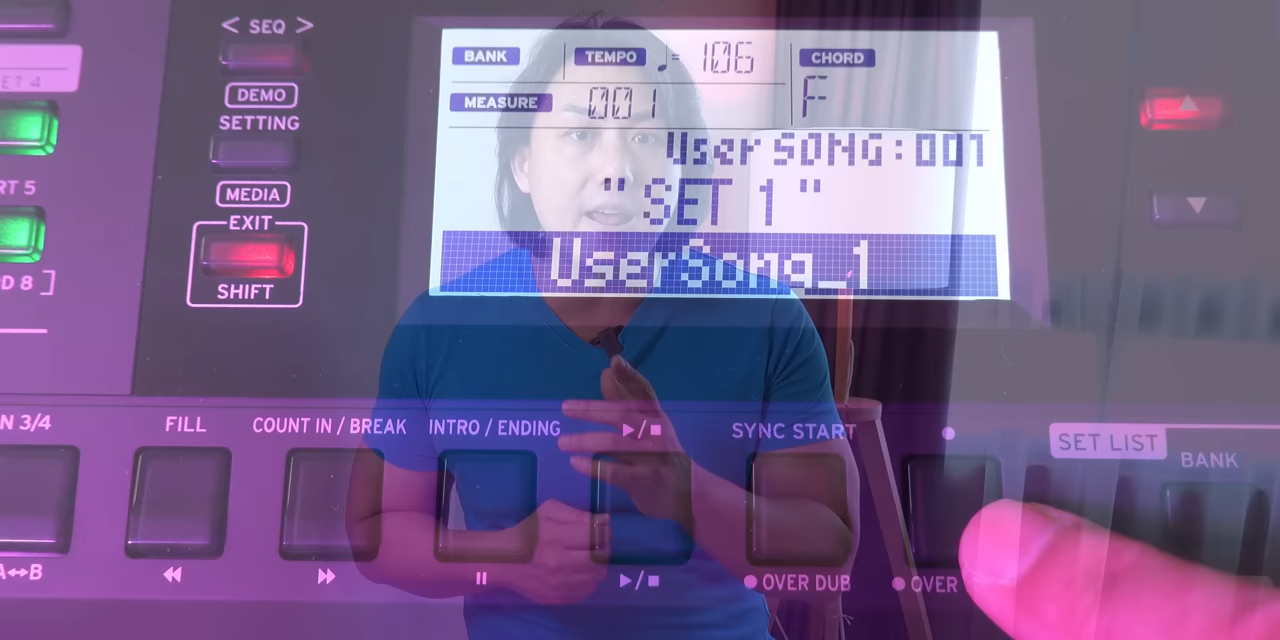 < SEQ >
BANK
TEMPO ♩= 106
CHORD
F
MEASURE 001
ET 4
DEMO
SETTING
User SONG:001
"SET 1"
UserSong_1
RT 5
MEDIA
EXIT
SHIFT
D 8 ]
N 3/4
FILL
COUNT IN / BREAK
INTRO / ENDING
▶/■
SYNC START
●
SET LIST
BANK
A↔B
◀◀
▶▶
⏸
▶/■
● OVER DUB
● OVER